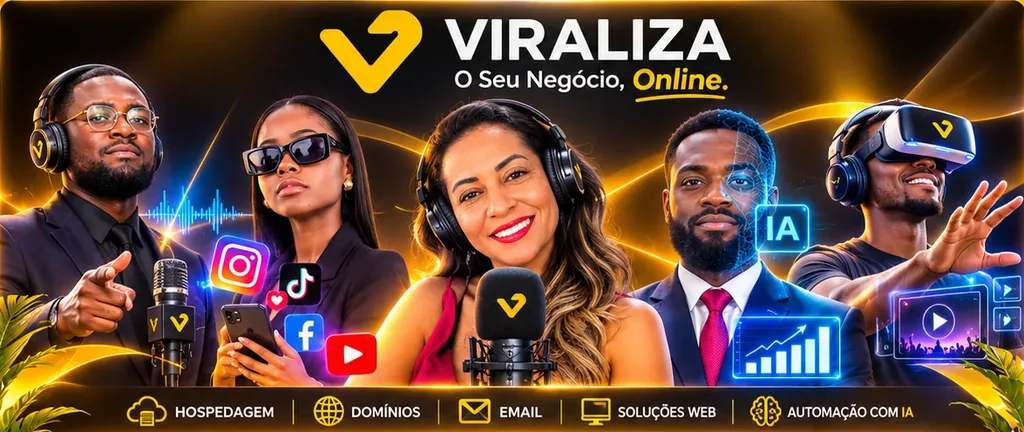 VIRALIZA
O Seu Negócio, Online.
IA
HOSPEDAGEM
DOMÍNIOS
EMAIL
SOLUÇÕES WEB
AUTOMAÇÃO COM IA